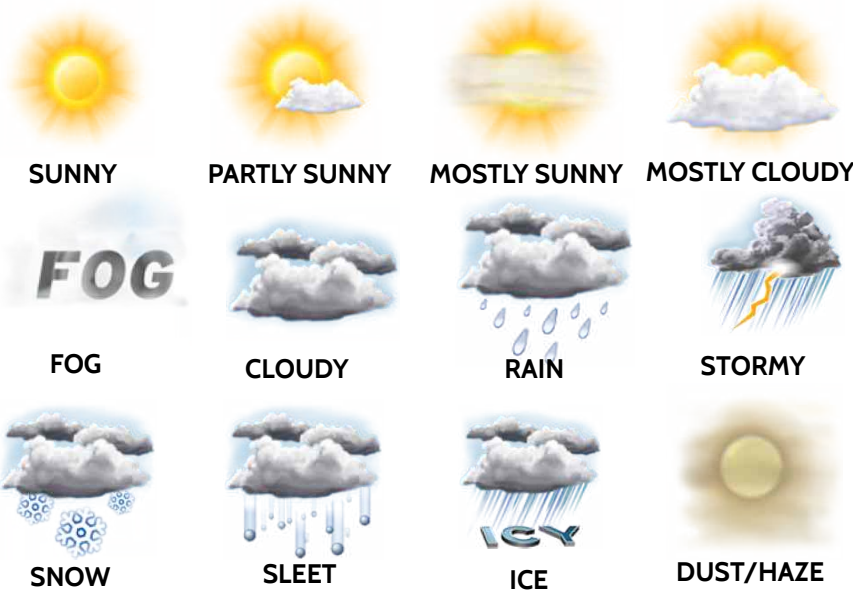 SUNNY
PARTLY SUNNY
MOSTLY SUNNY
MOSTLY CLOUDY
FOG
FOG
CLOUDY
RAIN
STORMY
ICY
SNOW
SLEET
ICE
DUST/HAZE